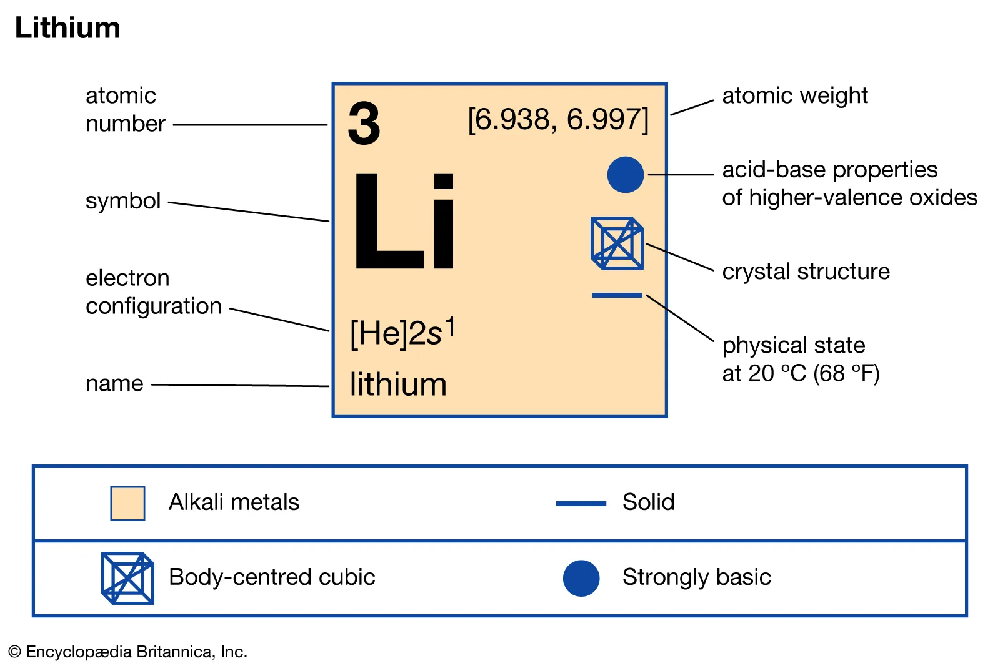 Lithium
atomic
number
symbol
electron
configuration
name
3
[6.938, 6.997]
Li
[He]2s¹
lithium
atomic weight
acid-base properties
of higher-valence oxides
crystal structure
physical state
at 20 ºC (68 ºF)
Alkali metals
Solid
Body-centred cubic
Strongly basic
© Encyclopædia Britannica, Inc.